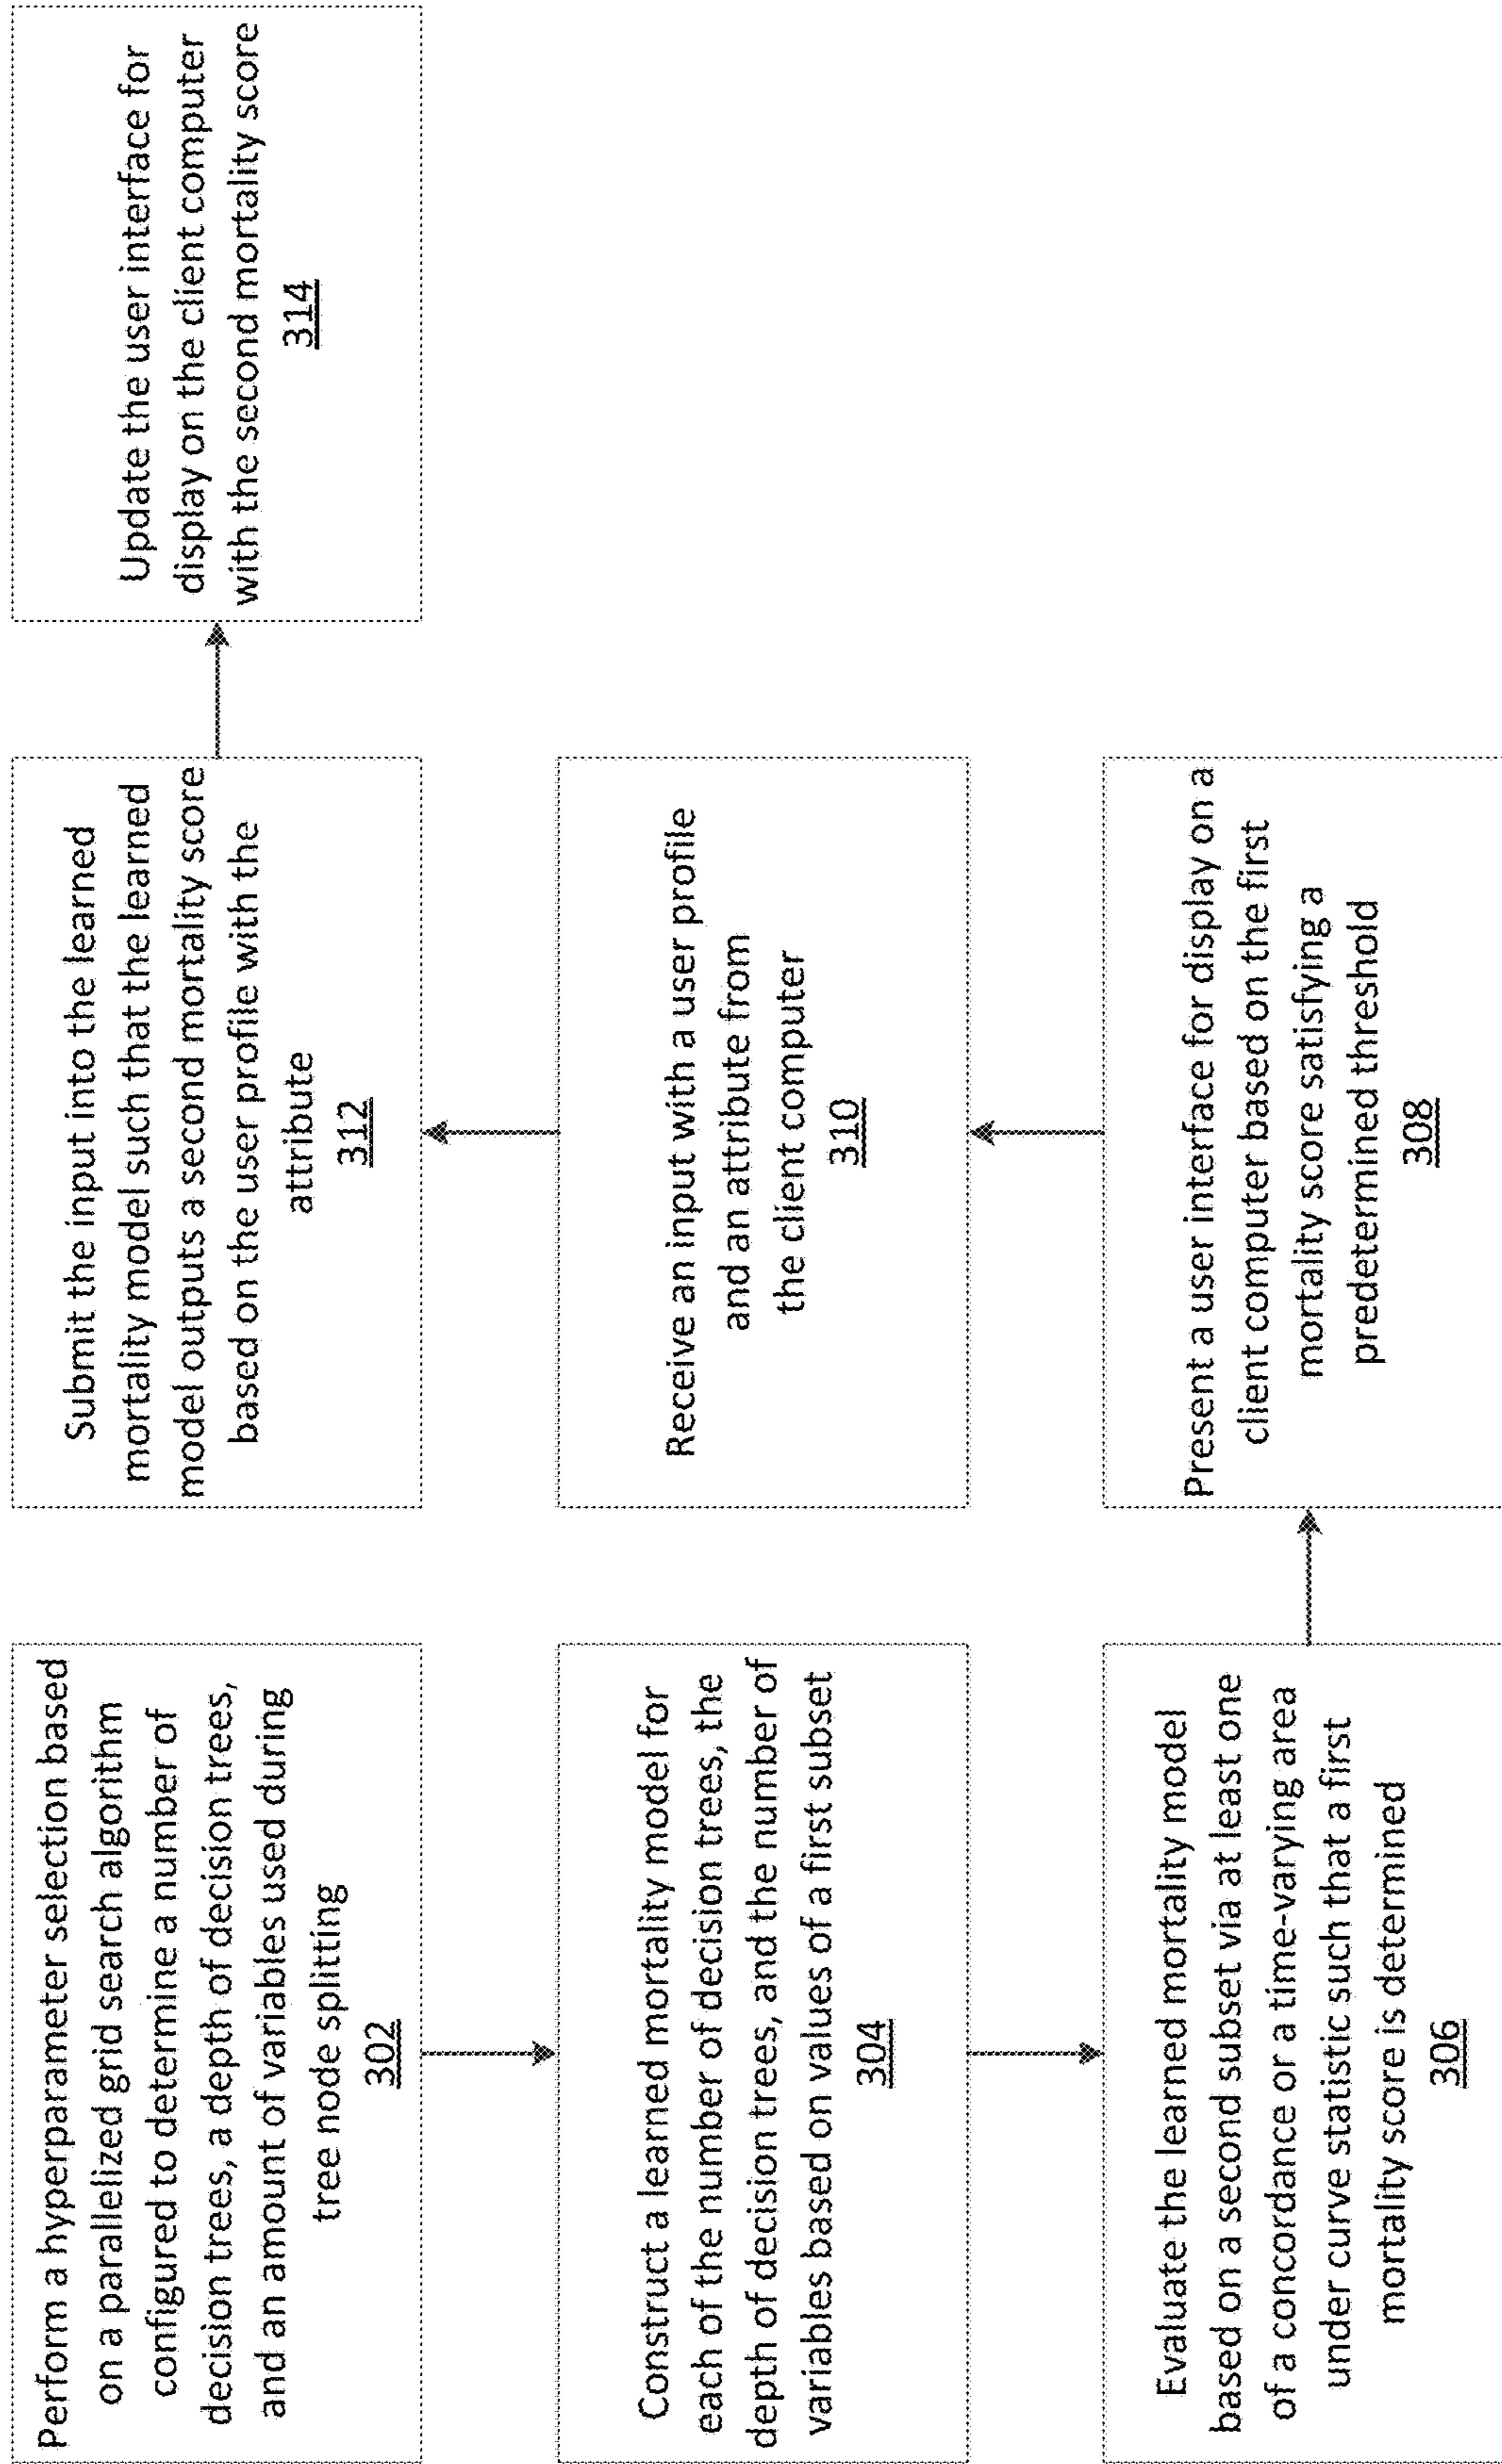 Perform a hyperparameter selection based
on a parallelized grid search algorithm
configured to determine a number of
decision trees, a depth of decision trees,
and an amount of variables used during
tree node splitting
302
Construct a learned mortality model for
each of the number of decision trees, the
depth of decision trees, and the number of
variables based on values of a first subset
304
Evaluate the learned mortality model
based on a second subset via at least one
of a concordance or a time-varying area
under curve statistic such that a first
mortality score is determined
306
Present a user interface for display on a
client computer based on the first
mortality score satisfying a
predetermined threshold
308
Receive an input with a user profile
and an attribute from
the client computer
310
Submit the input into the learned
mortality model such that the learned
model outputs a second mortality score
based on the user profile with the
attribute
312
Update the user interface for
display on the client computer
with the second mortality score
314